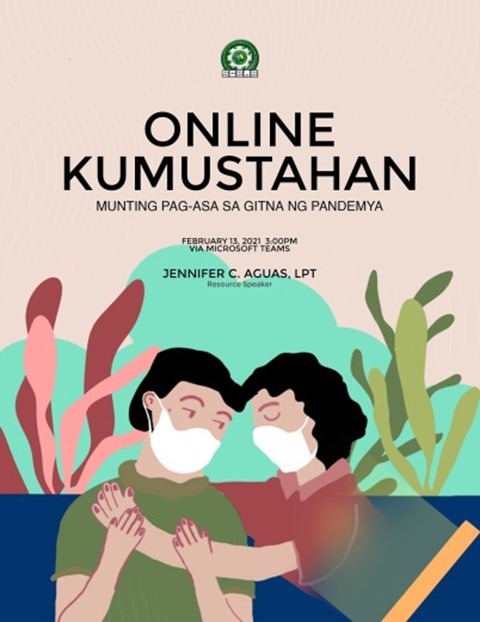 ONLINE
KUMUSTAHAN
MUNTING PAG-ASA SA GITNA NG PANDEMYA
FEBRUARY 13, 2021 3:00PM
VIA MICROSOFT TEAMS
JENNIFER C. AGUAS, LPT
Resource Speaker